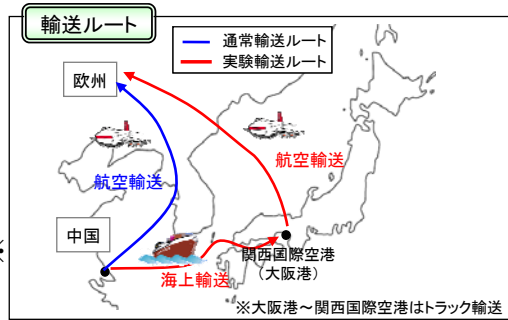 輸送ルート
通常輸送ルート
実験輸送ルート
欧州
航空輸送
航空輸送
中国
関西国際空港
(大阪港)
海上輸送
※大阪港～関西国際空港はトラック輸送